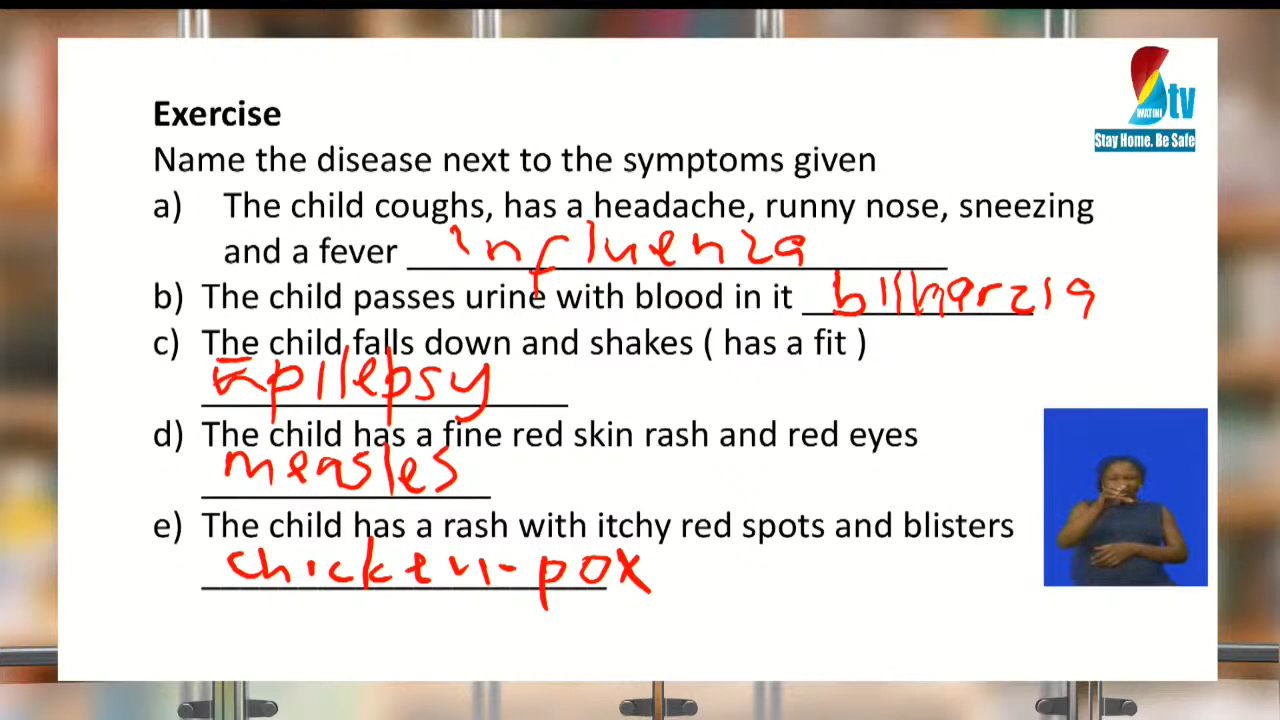 tv
WATINI
Stay Home. Be Safe
Exercise
Name the disease next to the symptoms given
a) The child coughs, has a headache, runny nose, sneezing
and a fever influenza
b) The child passes urine with blood in it bilharzia
c) The child falls down and shakes ( has a fit )
Epilepsy
d) The child has a fine red skin rash and red eyes
measles
e) The child has a rash with itchy red spots and blisters
chicken-pox